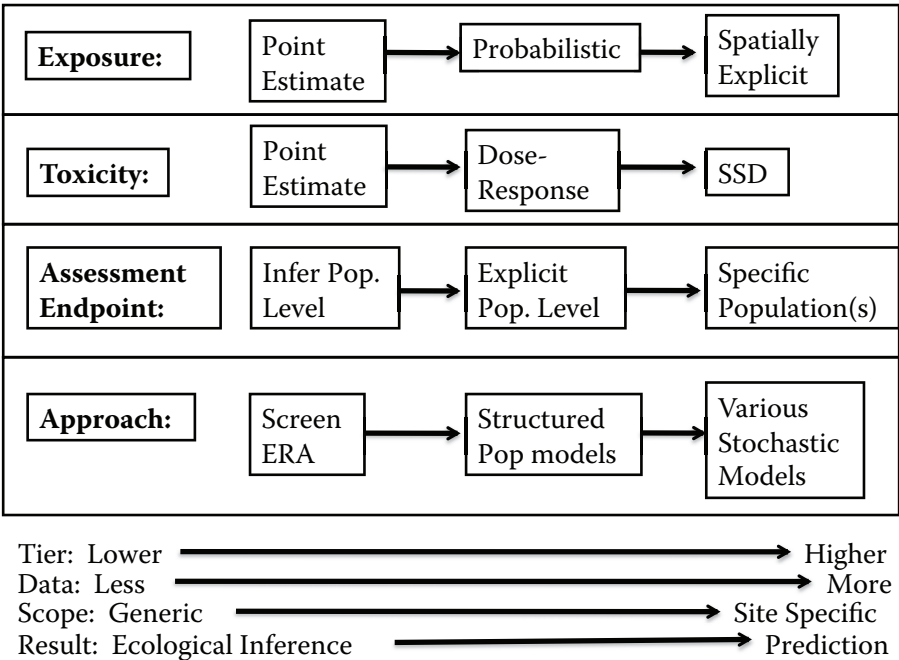 Exposure:
Point
Estimate
Probabilistic
Spatially
Explicit
Toxicity:
Point
Estimate
Dose-
Response
SSD
Assessment
Endpoint:
Infer Pop.
Level
Explicit
Pop. Level
Specific
Population(s)
Approach:
Screen
ERA
Structured
Pop models
Various
Stochastic
Models
Tier: Lower
Higher
Data: Less
More
Scope: Generic
Site Specific
Result: Ecological Inference
Prediction